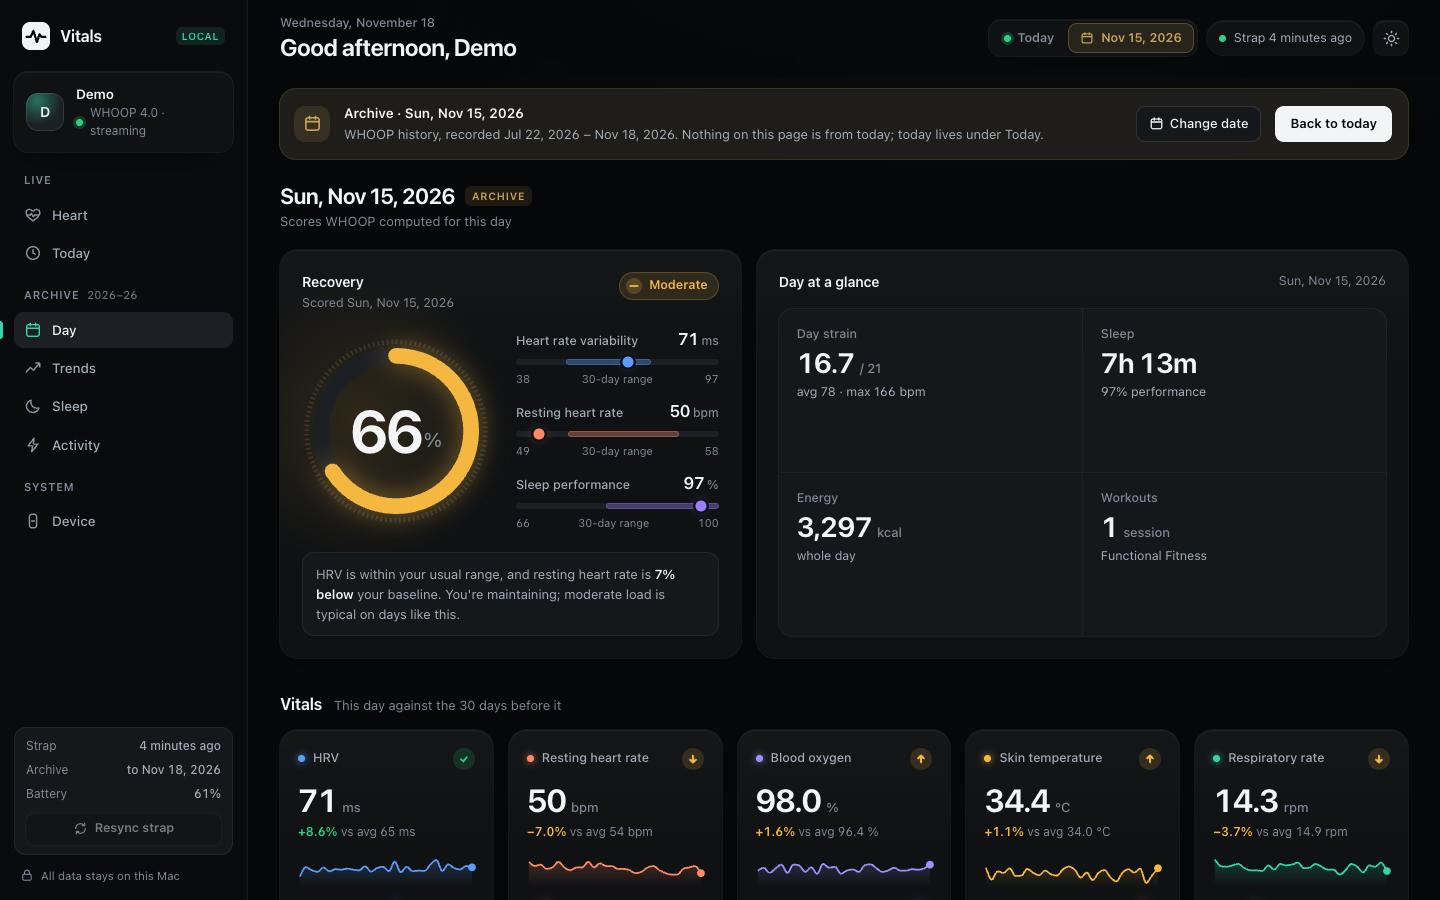 Vitals
LOCAL
D
Demo
WHOOP 4.0 ·
streaming
LIVE
Heart
Today
ARCHIVE 2026–26
Day
Trends
Sleep
Activity
SYSTEM
Device
Strap 4 minutes ago
Archive to Nov 18, 2026
Battery 61%
Resync strap
All data stays on this Mac
Wednesday, November 18
Good afternoon, Demo
Today
Nov 15, 2026
Strap 4 minutes ago
Archive · Sun, Nov 15, 2026
WHOOP history, recorded Jul 22, 2026 – Nov 18, 2026. Nothing on this page is from today; today lives under Today.
Change date
Back to today
Sun, Nov 15, 2026 ARCHIVE
Scores WHOOP computed for this day
Recovery
Scored Sun, Nov 15, 2026
Moderate
66%
Heart rate variability 71 ms
38 30-day range 97
Resting heart rate 50 bpm
49 30-day range 58
Sleep performance 97 %
66 30-day range 100
HRV is within your usual range, and resting heart rate is 7%
below your baseline. You're maintaining; moderate load is
typical on days like this.
Day at a glance Sun, Nov 15, 2026
Day strain
16.7 / 21
avg 78 · max 166 bpm
Sleep
7h 13m
97% performance
Energy
3,297 kcal
whole day
Workouts
1 session
Functional Fitness
Vitals This day against the 30 days before it
HRV
71 ms
+8.6% vs avg 65 ms
Resting heart rate
50 bpm
−7.0% vs avg 54 bpm
Blood oxygen
98.0 %
+1.6% vs avg 96.4 %
Skin temperature
34.4 °C
+1.1% vs avg 34.0 °C
Respiratory rate
14.3 rpm
−3.7% vs avg 14.9 rpm